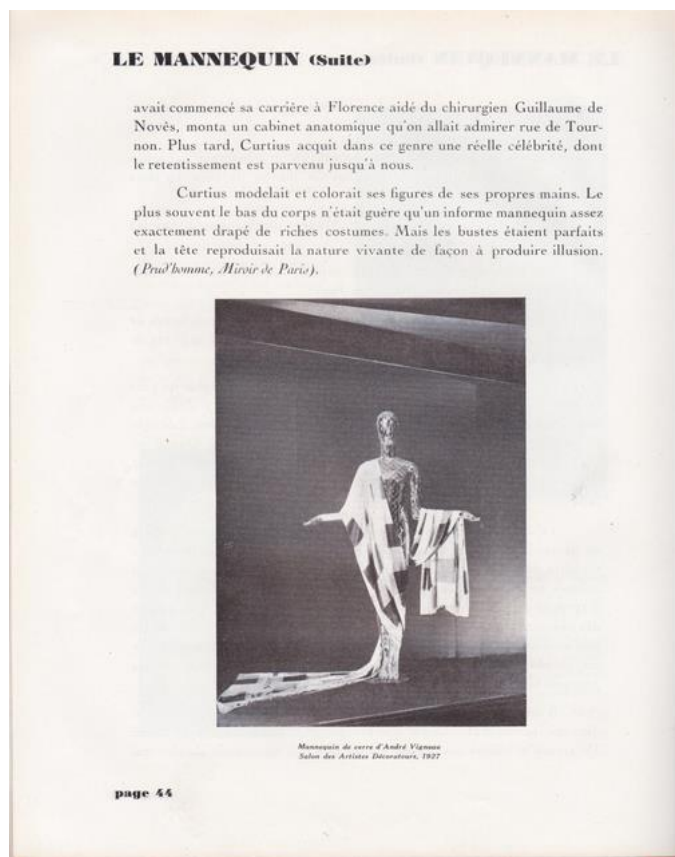 LE MANNEQUIN (Suite)
avait commencé sa carrière à Florence aidé du chirurgien Guillaume de
Novès, monta un cabinet anatomique qu'on allait admirer rue de Tour-
non. Plus tard, Curtius acquit dans ce genre une réelle célébrité, dont
le retentissement est parvenu jusqu'à nous.
Curtius modelait et colorait ses figures de ses propres mains. Le
plus souvent le bas du corps n'était guère qu'un informe mannequin assez
exactement drapé de riches costumes. Mais les bustes étaient parfaits
et la tête reproduisait la nature vivante de façon à produire illusion.
(Prud'homme, Miroir de Paris).
Mannequin de verre d'André Vigneau
Salon des Artistes Décorateurs, 1927
page 44